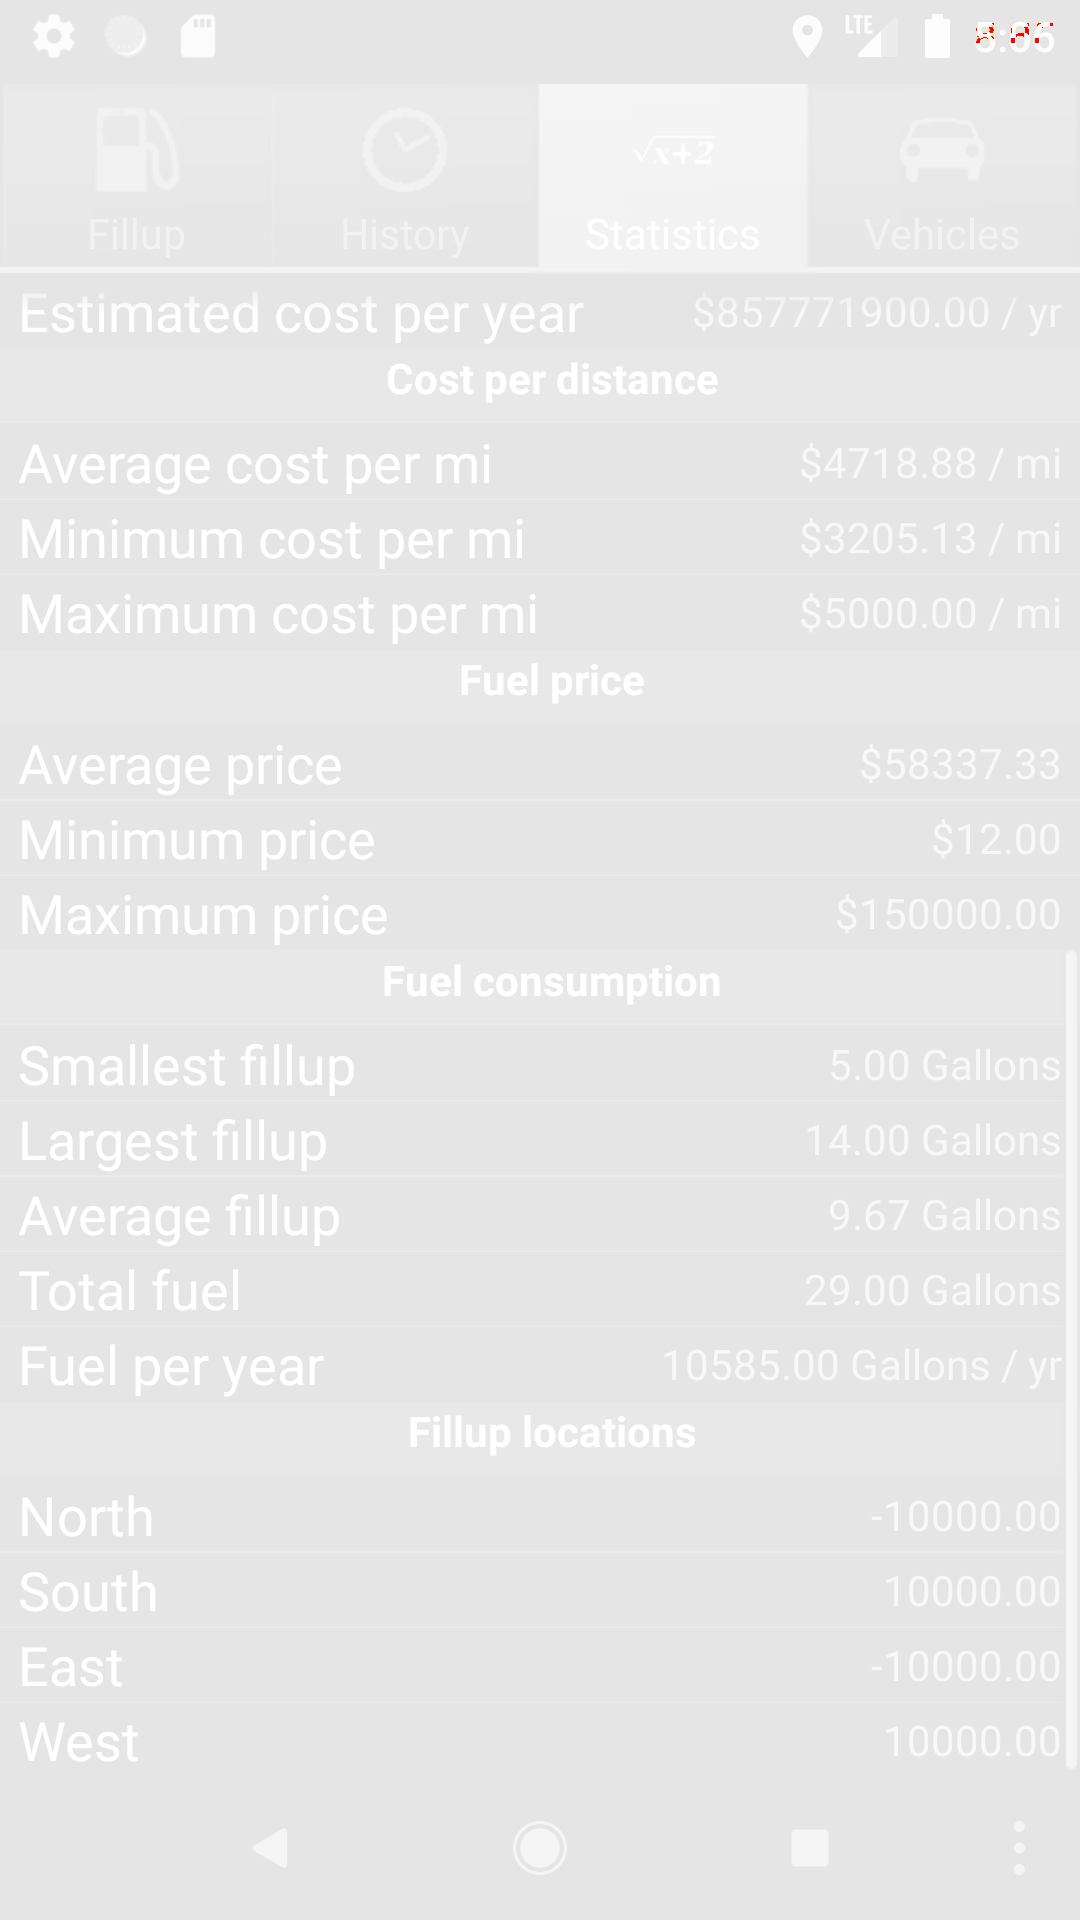 LTE
Fillup History √x+2 Statistics Vehicles
Estimated cost per year $857771900.00 / yr
Cost per distance
Average cost per mi $4718.88 / mi
Minimum cost per mi $3205.13 / mi
Maximum cost per mi $5000.00 / mi
Fuel price
Average price $58337.33
Minimum price $12.00
Maximum price $150000.00
Fuel consumption
Smallest fillup 5.00 Gallons
Largest fillup 14.00 Gallons
Average fillup 9.67 Gallons
Total fuel 29.00 Gallons
Fuel per year 10585.00 Gallons / yr
Fillup locations
North -10000.00
South 10000.00
East -10000.00
West 10000.00